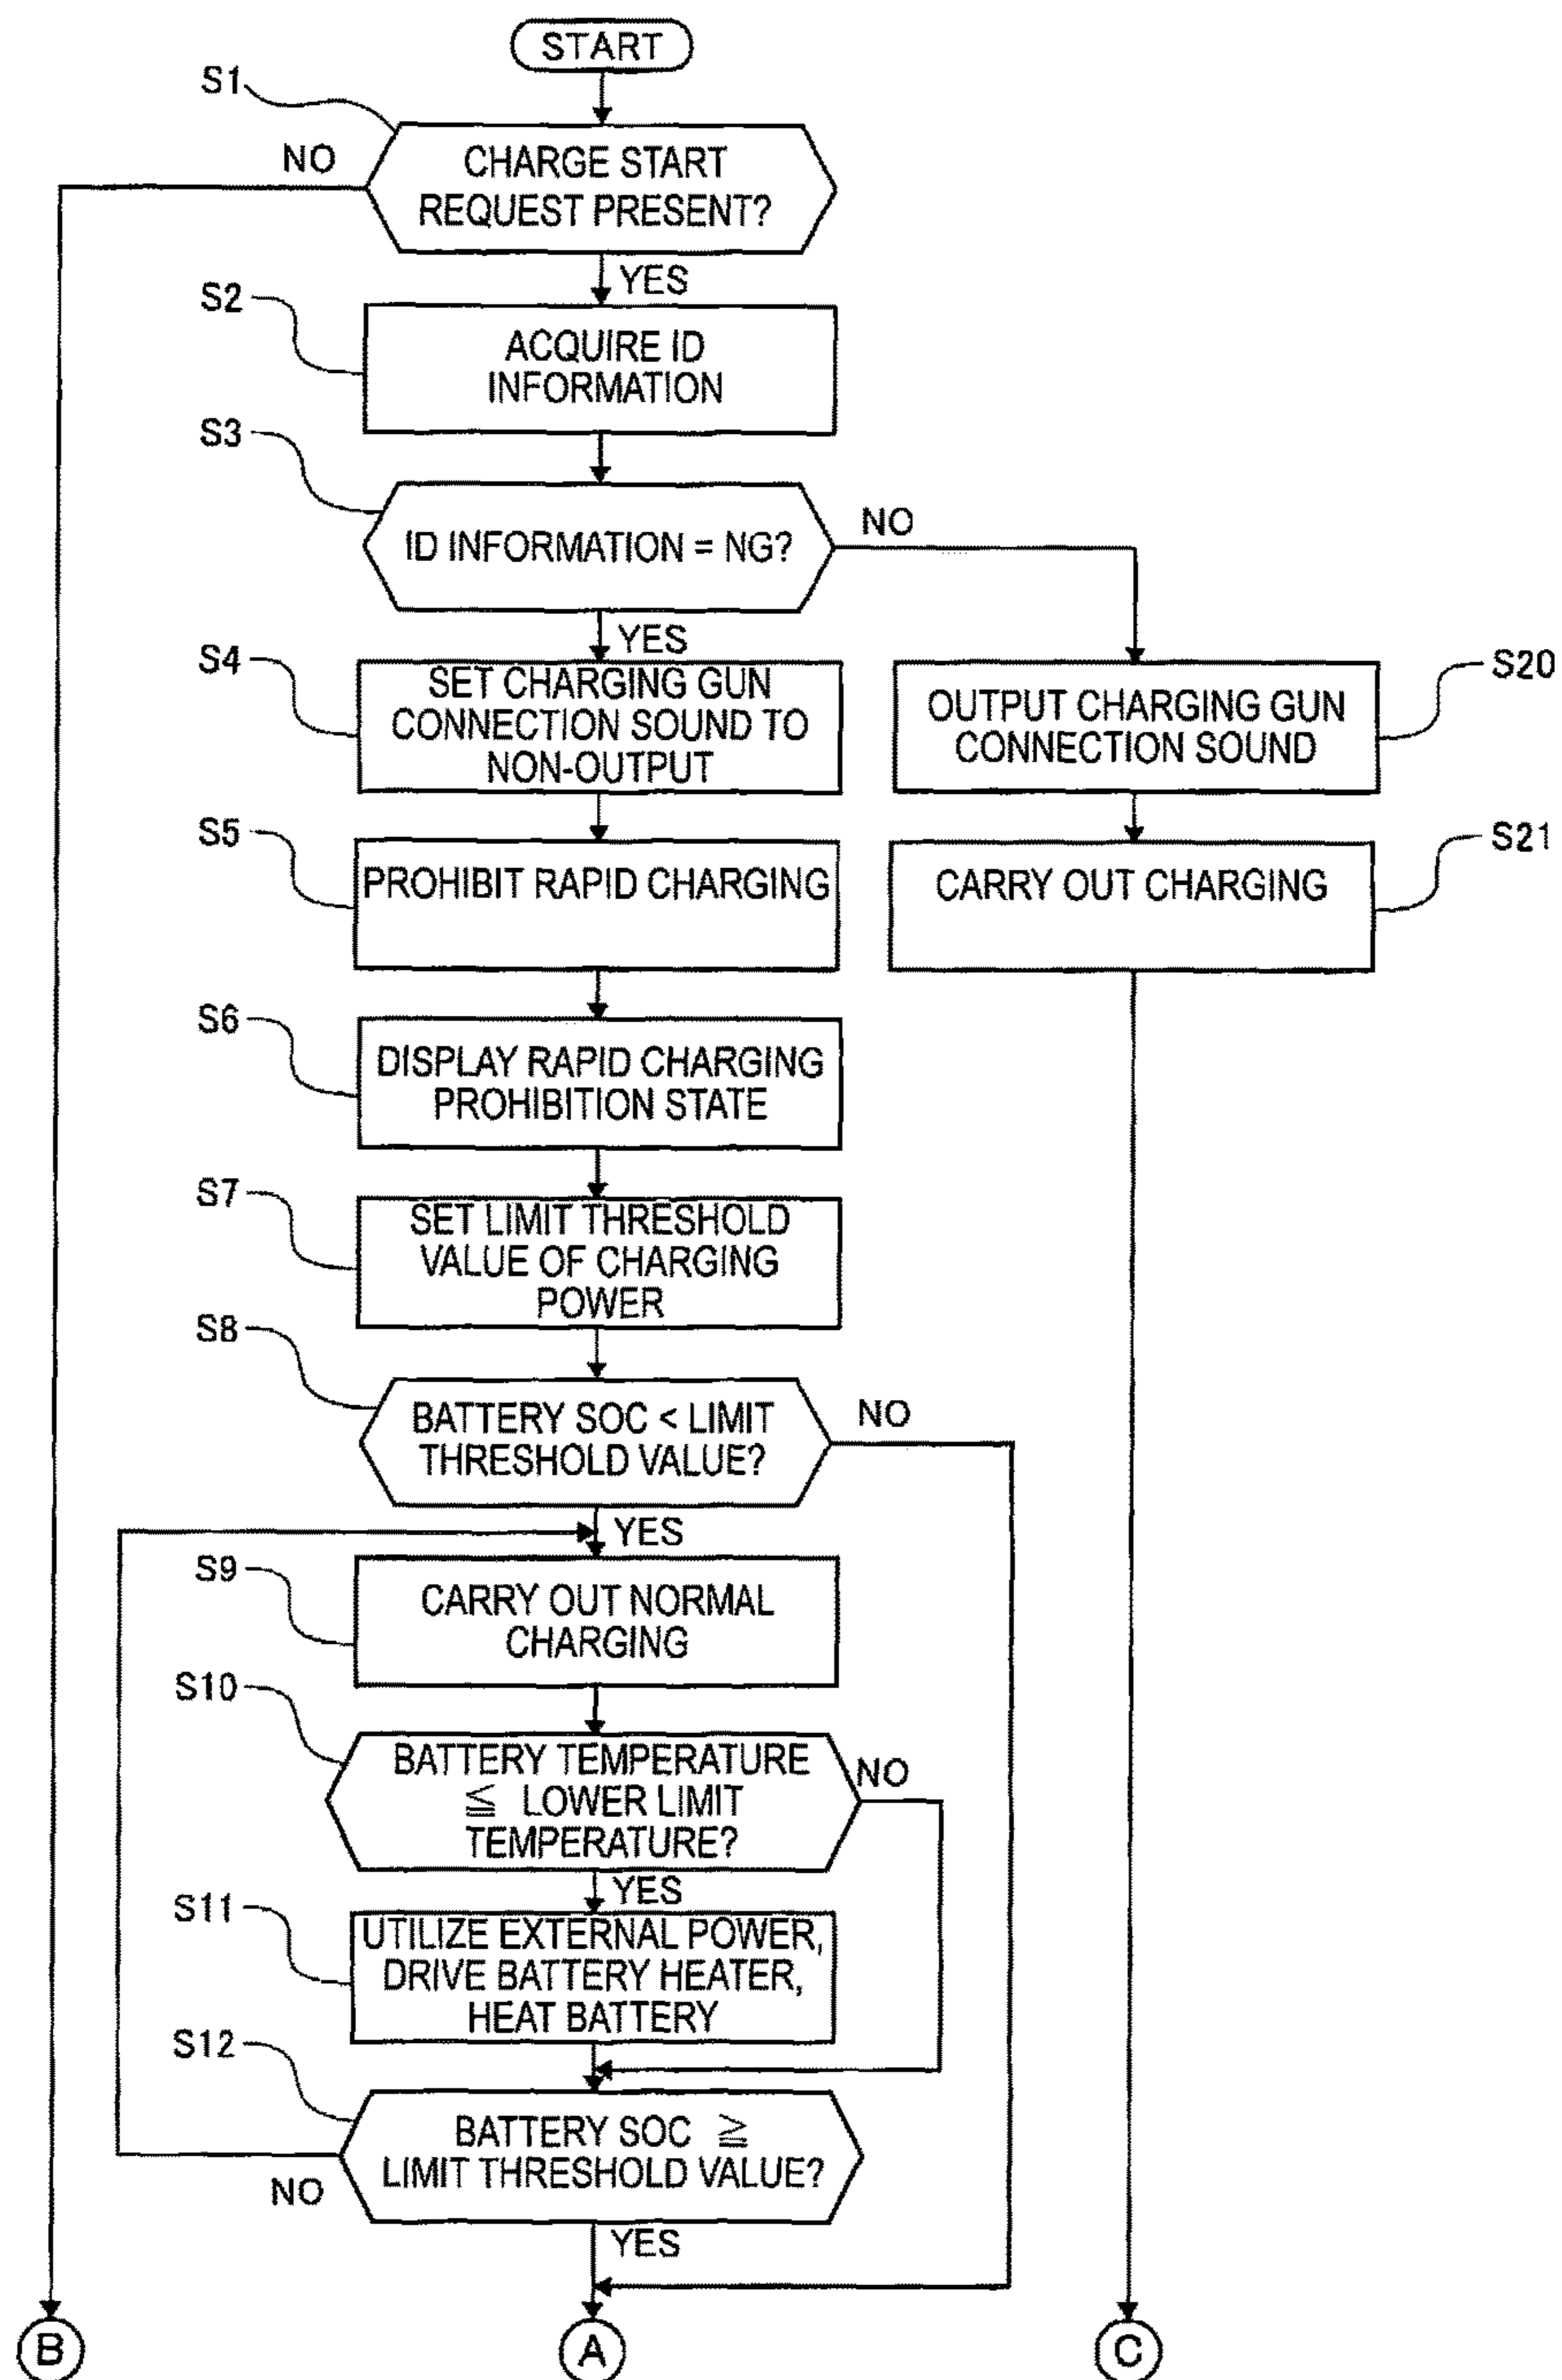 START
S1
NO
CHARGE START
REQUEST PRESENT?
YES
S2
ACQUIRE ID
INFORMATION
S3
ID INFORMATION = NG?
NO
YES
S4
SET CHARGING GUN
CONNECTION SOUND TO
NON-OUTPUT
OUTPUT CHARGING GUN
CONNECTION SOUND
S20
S5
PROHIBIT RAPID CHARGING
CARRY OUT CHARGING
S21
S6
DISPLAY RAPID CHARGING
PROHIBITION STATE
S7
SET LIMIT THRESHOLD
VALUE OF CHARGING
POWER
S8
BATTERY SOC < LIMIT
THRESHOLD VALUE?
NO
YES
S9
CARRY OUT NORMAL
CHARGING
S10
BATTERY TEMPERATURE
≦ LOWER LIMIT
TEMPERATURE?
NO
YES
S11
UTILIZE EXTERNAL POWER,
DRIVE BATTERY HEATER,
HEAT BATTERY
S12
BATTERY SOC ≧
LIMIT THRESHOLD VALUE?
NO
YES
B
A
C